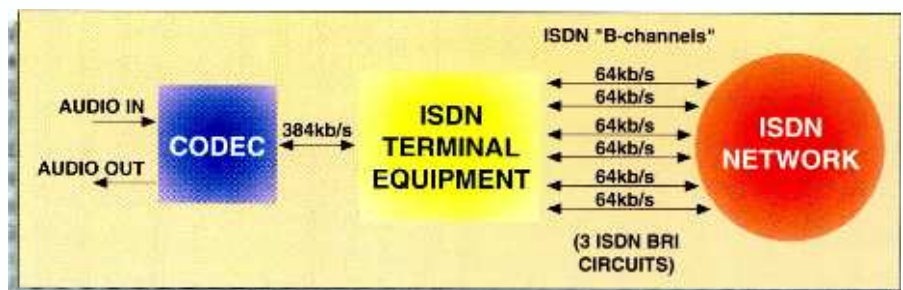 ISDN "B-channels"
AUDIO IN
AUDIO OUT
CODEC
384kb/s
ISDN
TERMINAL
EQUIPMENT
64kb/s
64kb/s
64kb/s
64kb/s
64kb/s
64kb/s
(3 ISDN BRI
CIRCUITS)
ISDN
NETWORK